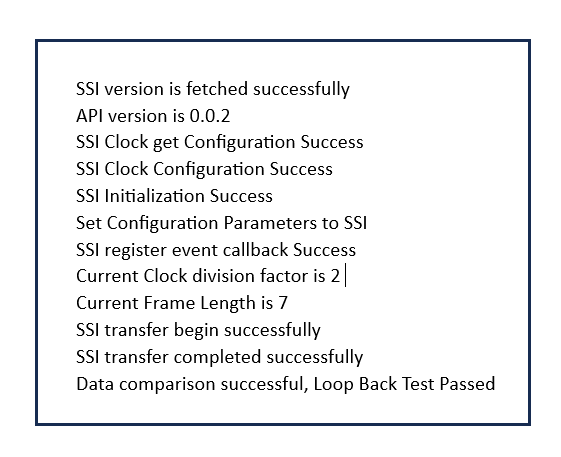 SSI version is fetched successfully
API version is 0.0.2
SSI Clock get Configuration Success
SSI Clock Configuration Success
SSI Initialization Success
Set Configuration Parameters to SSI
SSI register event callback Success
Current Clock division factor is 2
Current Frame Length is 7
SSI transfer begin successfully
SSI transfer completed successfully
Data comparison successful, Loop Back Test Passed